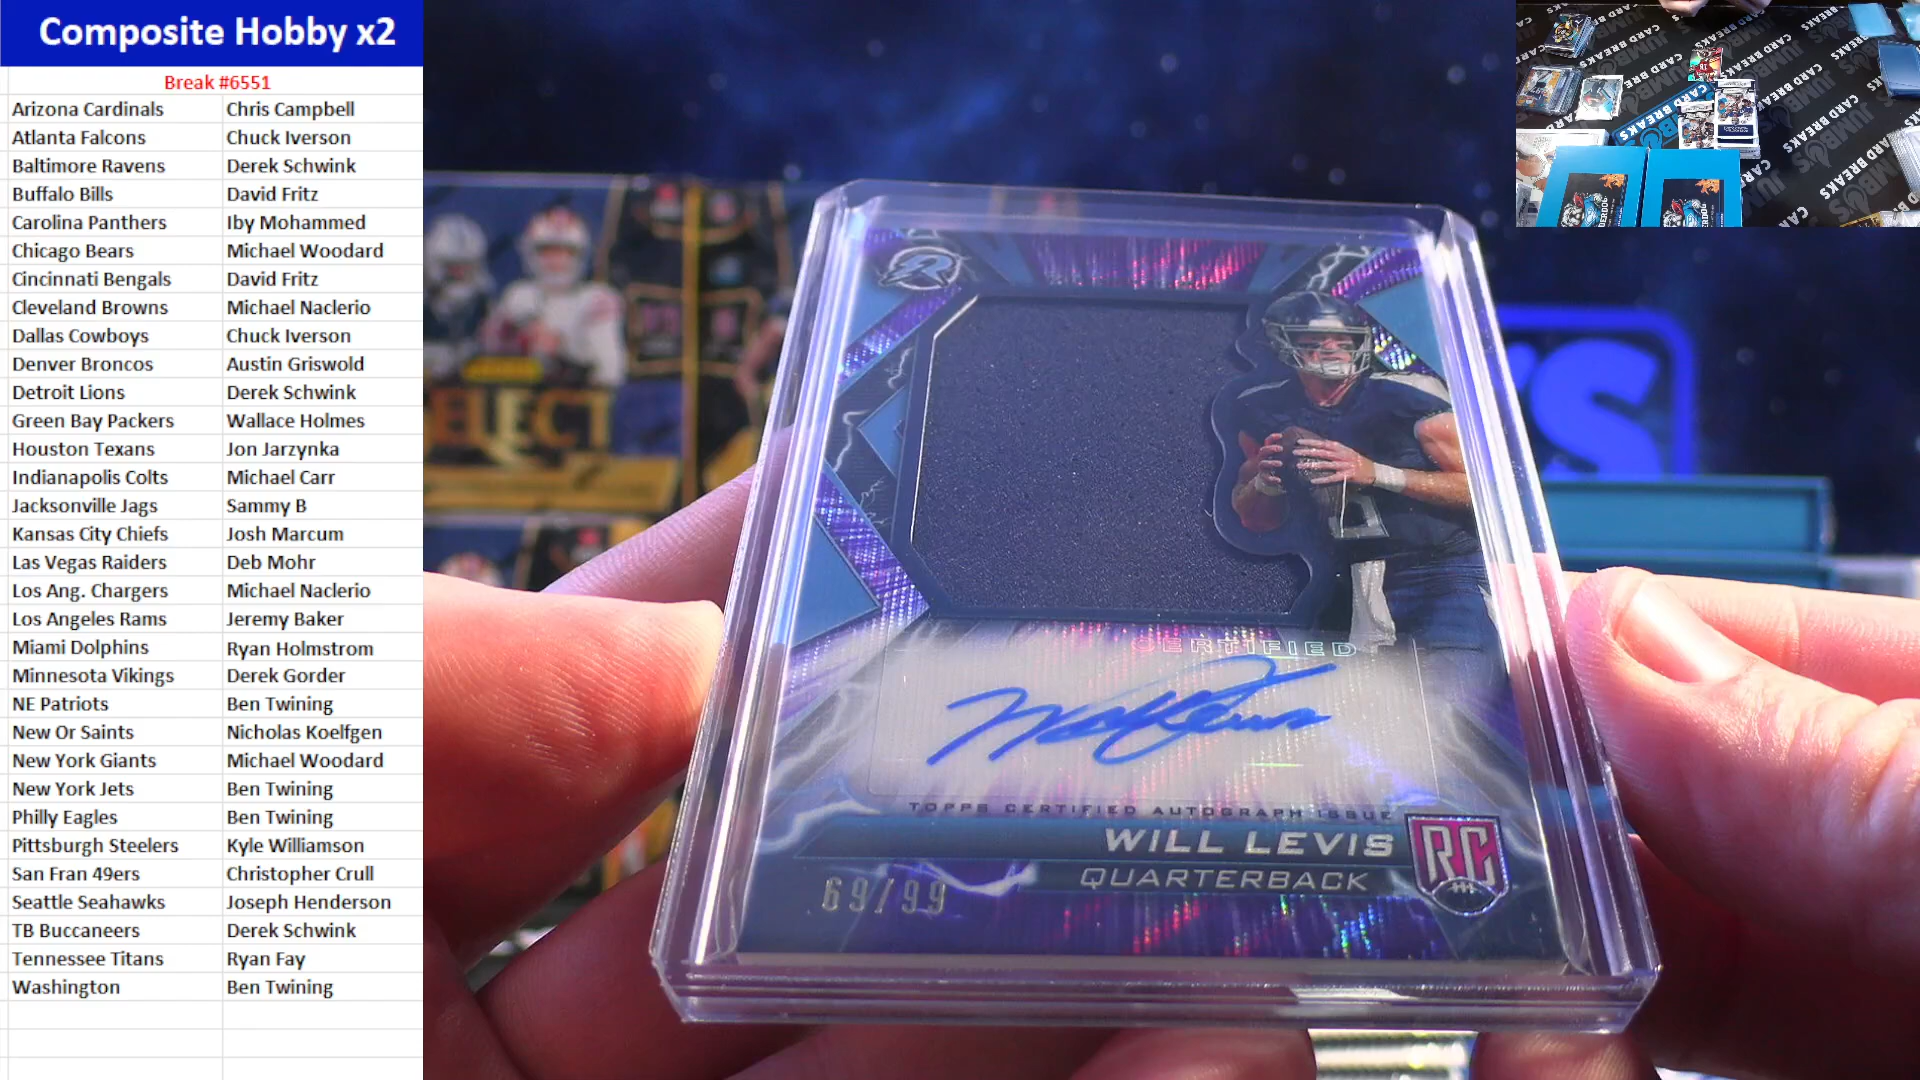 Composite Hobby x2
Break #6551
Arizona Cardinals Chris Campbell
Atlanta Falcons Chuck Iverson
Baltimore Ravens Derek Schwink
Buffalo Bills David Fritz
Carolina Panthers Iby Mohammed
Chicago Bears Michael Woodard
Cincinnati Bengals David Fritz
Cleveland Browns Michael Naclerio
Dallas Cowboys Chuck Iverson
Denver Broncos Austin Griswold
Detroit Lions Derek Schwink
Green Bay Packers Wallace Holmes
Houston Texans Jon Jarzynka
Indianapolis Colts Michael Carr
Jacksonville Jags Sammy B
Kansas City Chiefs Josh Marcum
Las Vegas Raiders Deb Mohr
Los Ang. Chargers Michael Naclerio
Los Angeles Rams Jeremy Baker
Miami Dolphins Ryan Holmstrom
Minnesota Vikings Derek Gorder
NE Patriots Ben Twining
New Or Saints Nicholas Koelfgen
New York Giants Michael Woodard
New York Jets Ben Twining
Philly Eagles Ben Twining
Pittsburgh Steelers Kyle Williamson
San Fran 49ers Christopher Crull
Seattle Seahawks Joseph Henderson
TB Buccaneers Derek Schwink
Tennessee Titans Ryan Fay
Washington Ben Twining
CERTIFIED
TOPPS CERTIFIED AUTOGRAPH ISSUE
WILL LEVIS
QUARTERBACK
RC
69/99
CARD BREAKS